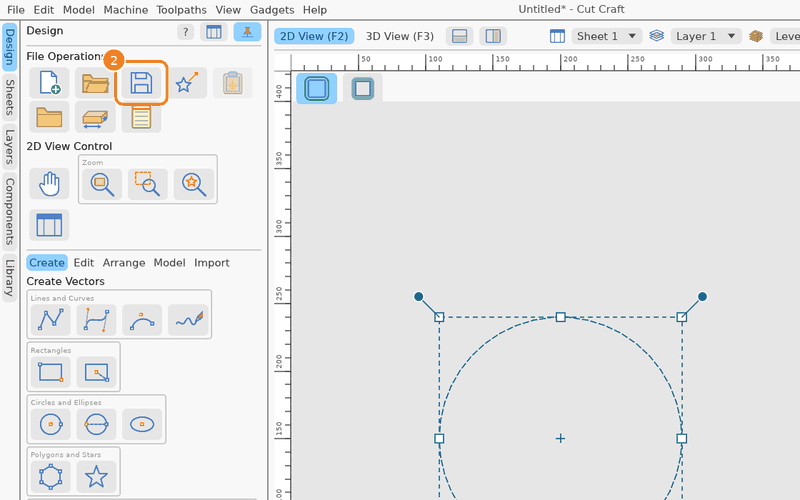 File Edit Model Machine Toolpaths View Gadgets Help
Untitled* - Cut Craft
Design
Sheets
Layers
Components
Library
Design
?
File Operations
2
2D View Control
Zoom
Create Edit Arrange Model Import
Create Vectors
Lines and Curves
Rectangles
Circles and Ellipses
Polygons and Stars
2D View (F2) 3D View (F3) Sheet 1 Layer 1
50 100 150 200 250 300 350
400
350
300
250
200
150